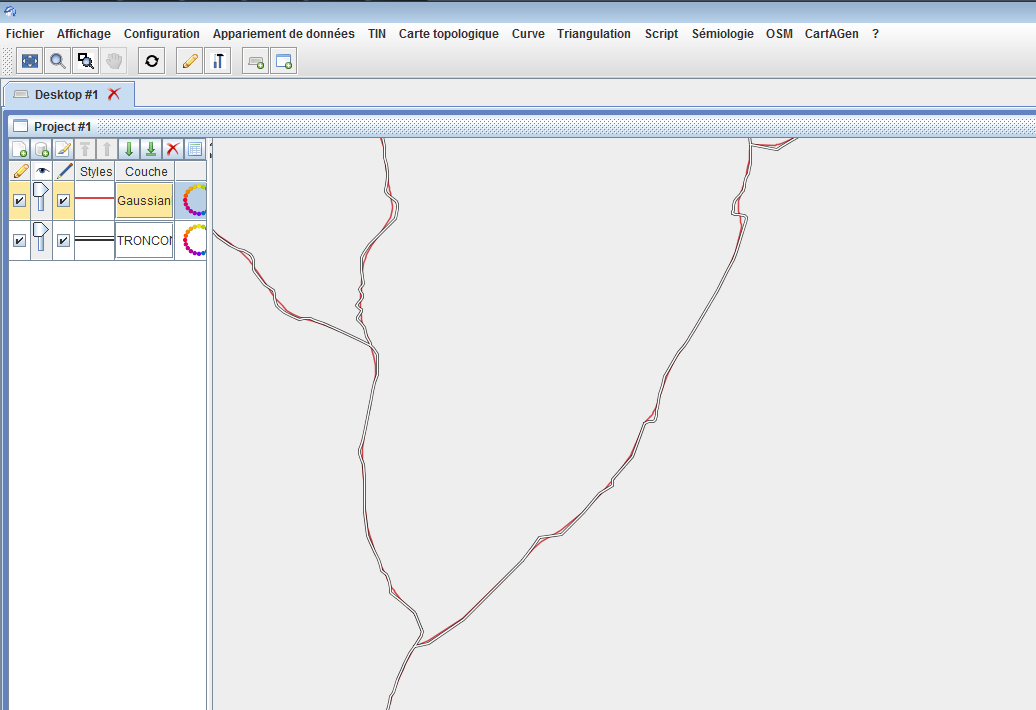 Fichier Affichage Configuration Appariement de données TIN Carte topologique Curve Triangulation Script Sémiologie OSM CartAGen ?
Desktop #1
Project #1
Styles Couche
Gaussian
TRONCON